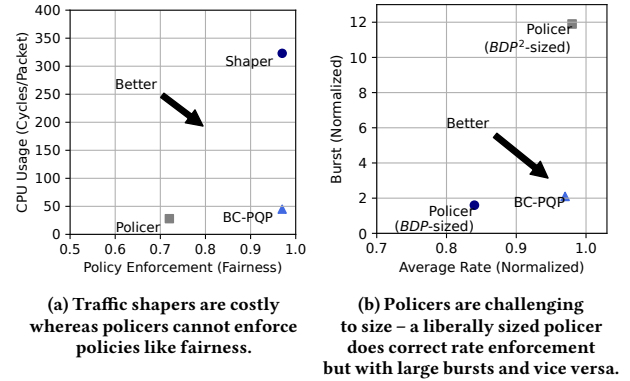 400
350
300
250
200
150
100
50
0
CPU Usage (Cycles/Packet)
Shaper
Better
BC-PQP
Policer
0.5 0.6 0.7 0.8 0.9 1.0
Policy Enforcement (Fairness)
(a) Traffic shapers are costly
whereas policers cannot enforce
policies like fairness.
12
10
8
6
4
2
0
Burst (Normalized)
Policer
(BDP²-sized)
Better
BC-PQP
Policer
(BDP-sized)
0.7 0.8 0.9 1.0
Average Rate (Normalized)
(b) Policers are challenging
to size – a liberally sized policer
does correct rate enforcement
but with large bursts and vice versa.